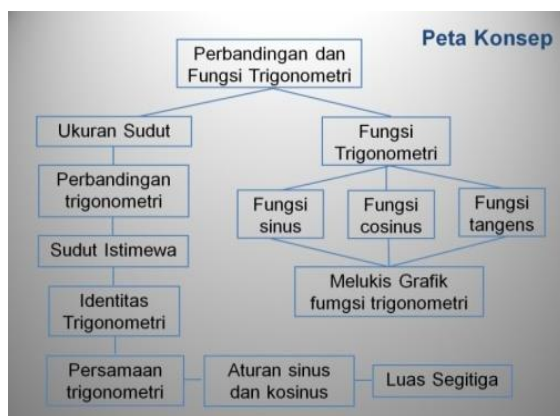 Peta Konsep
Perbandingan dan
Fungsi Trigonometri
Ukuran Sudut
Fungsi
Trigonometri
Perbandingan
trigonometri
Fungsi
sinus
Fungsi
cosinus
Fungsi
tangens
Sudut Istimewa
Melukis Grafik
fumgsi trigonometri
Identitas
Trigonometri
Persamaan
trigonometri
Aturan sinus
dan kosinus
Luas Segitiga